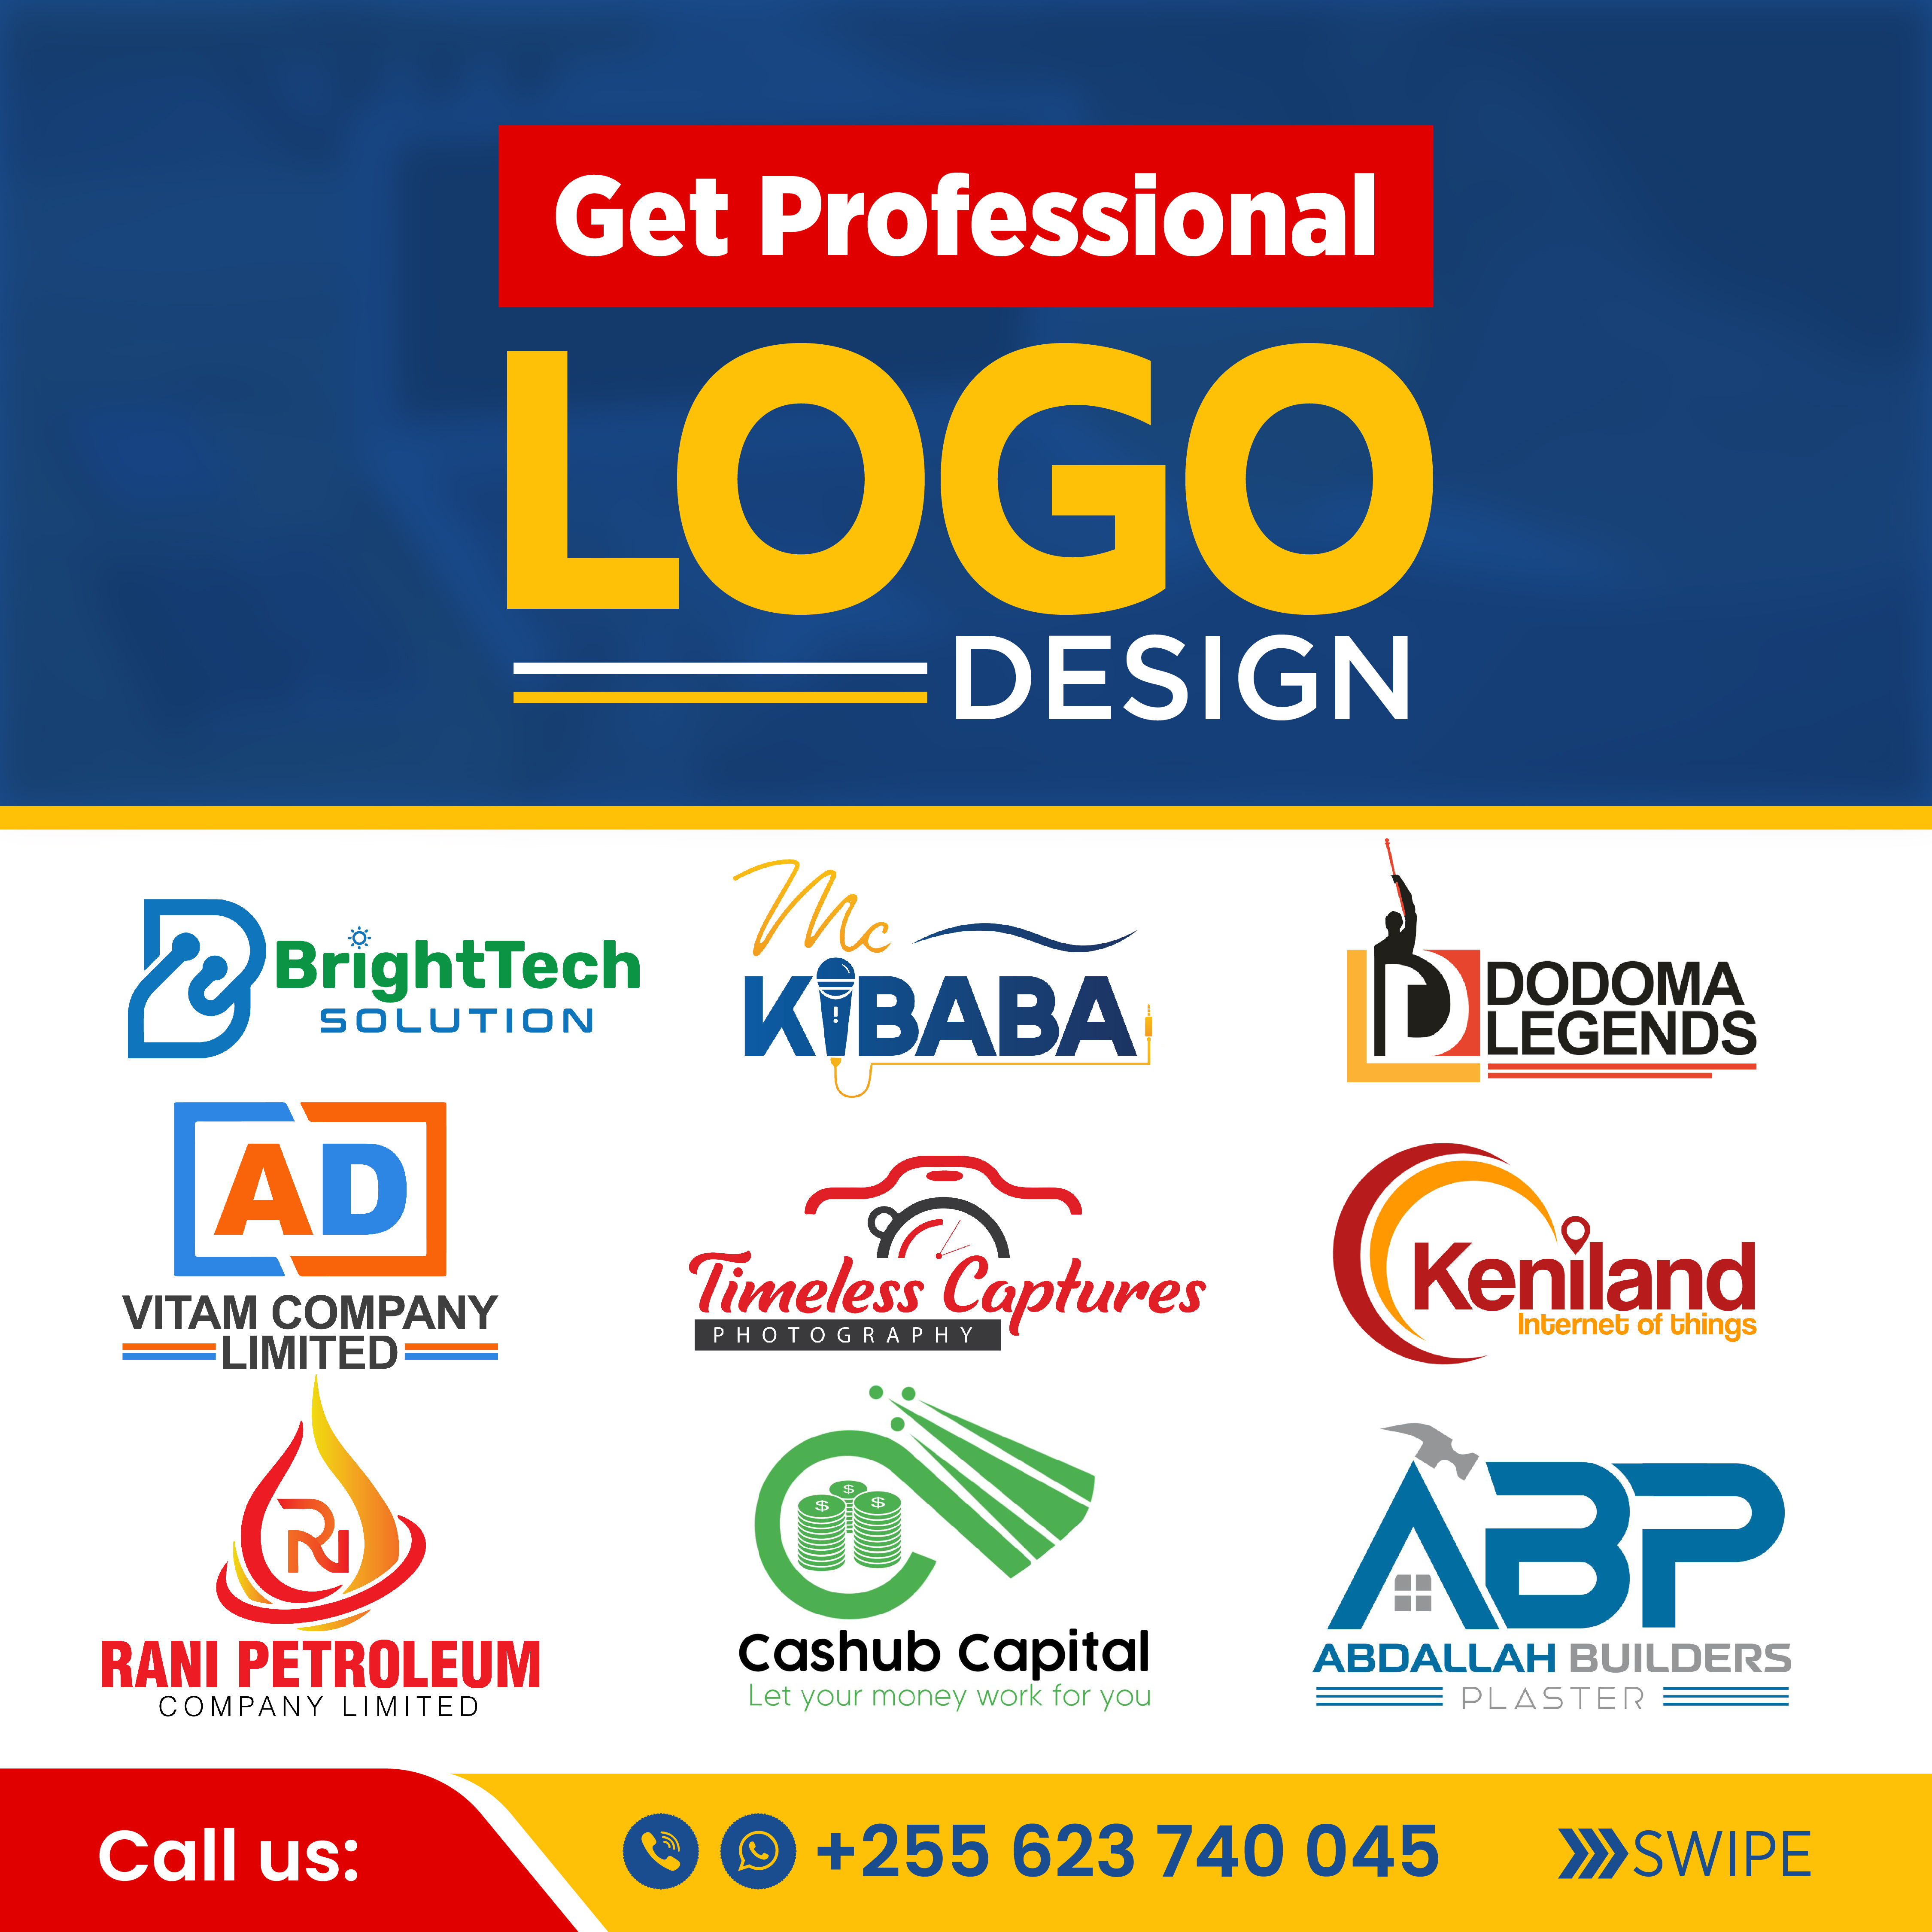 Get Professional
LOGO
DESIGN
BrightTech
SOLUTION
Mc
KIBABA
DODOMA
LEGENDS
AD
VITAM COMPANY
LIMITED
Timeless Captures
PHOTOGRAPHY
Keniland
Internet of things
RN
RANI PETROLEUM
COMPANY LIMITED
$ $ $
Cashub Capital
Let your money work for you
ABP
ABDALLAH BUILDERS
PLASTER
Call us:
+255 623 740 045
SWIPE